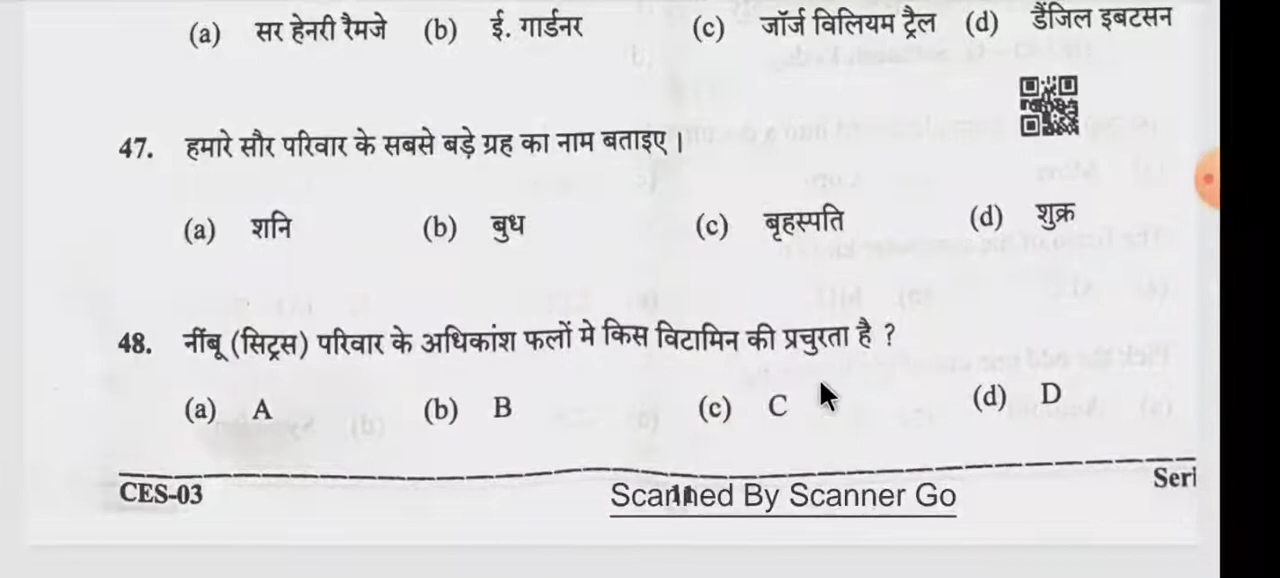 (a) सर हेनरी रैमजे (b) ई. गार्डनर (c) जॉर्ज विलियम ट्रैल (d) डैंजिल इबटसन
47. हमारे सौर परिवार के सबसे बड़े ग्रह का नाम बताइए।
(a) शनि (b) बुध (c) बृहस्पति (d) शुक्र
48. नींबू (सिट्रस) परिवार के अधिकांश फलों मे किस विटामिन की प्रचुरता है ?
(a) A (b) B (c) C (d) D
CES-03 11 Seri
Scanned By Scanner Go